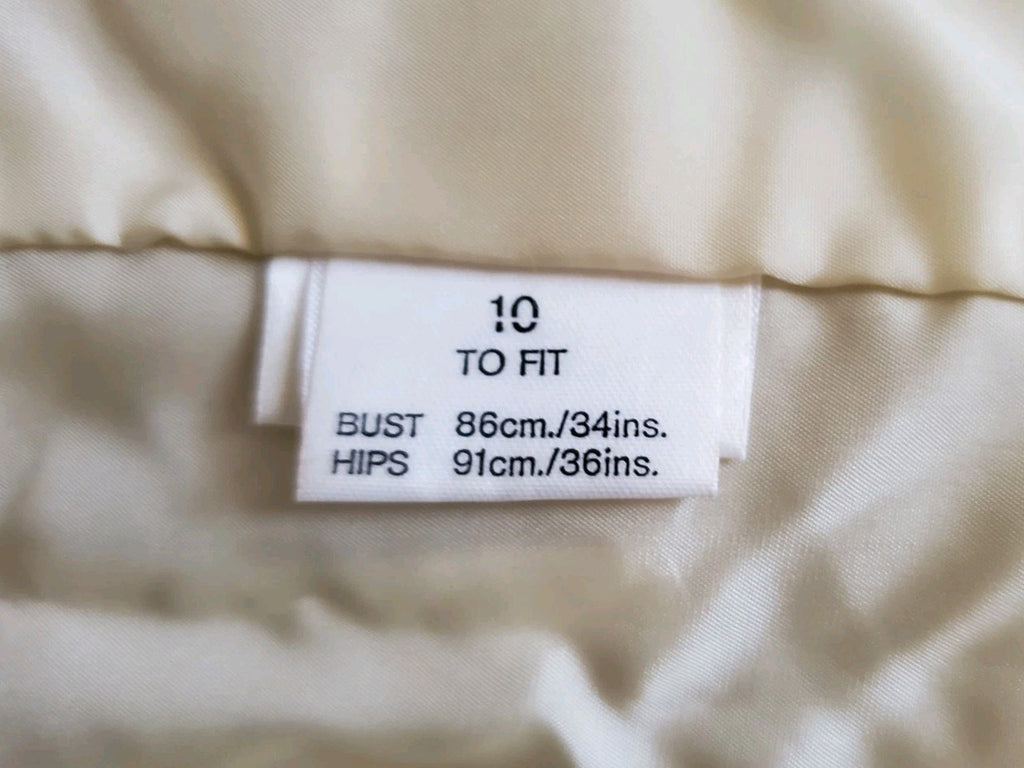 10
TO FIT
BUST 86cm./34ins.
HIPS 91cm./36ins.